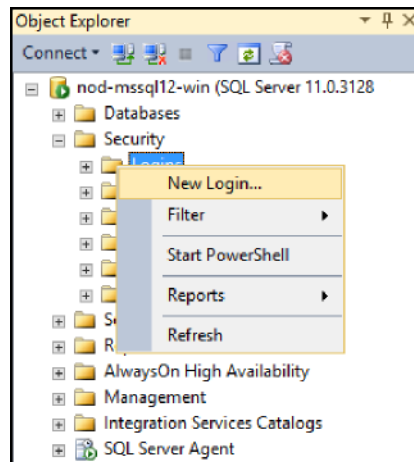 Object Explorer
Connect
nod-mssql12-win (SQL Server 11.0.3128
Databases
Security
Logins
New Login...
Filter
Start PowerShell
Reports
Refresh
S
R
AlwaysOn High Availability
Management
Integration Services Catalogs
SQL Server Agent